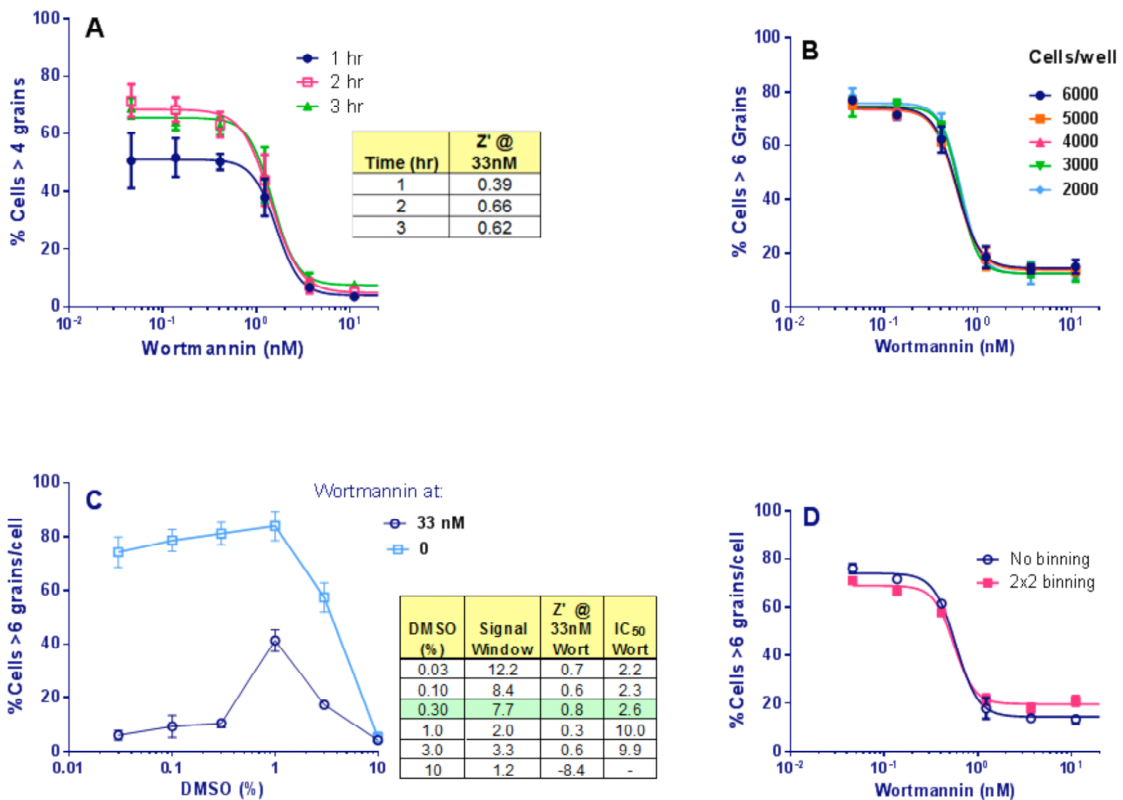 A
% Cells > 4 grains
100
80
60
40
20
0
10-2
10-1
100
101
Wortmannin (nM)
1 hr
2 hr
3 hr
Time (hr) Z' @ 33nM
1 0.39
2 0.66
3 0.62
B
% Cells > 6 Grains
100
80
60
40
20
0
10-2
10-1
100
101
Wortmannin (nM)
Cells/well
6000
5000
4000
3000
2000
C
%Cells >6 grains/cell
100
80
60
40
20
0
0.01
0.1
1
10
DMSO (%)
Wortmannin at:
33 nM
0
DMSO (%) Signal Window Z' @ 33nM Wort IC50 Wort
0.03 12.2 0.7 2.2
0.10 8.4 0.6 2.3
0.30 7.7 0.8 2.6
1.0 2.0 0.3 10.0
3.0 3.3 0.6 9.9
10 1.2 -8.4 -
D
%Cells >6 grains/cell
100
80
60
40
20
0
10-2
10-1
100
101
Wortmannin (nM)
No binning
2x2 binning